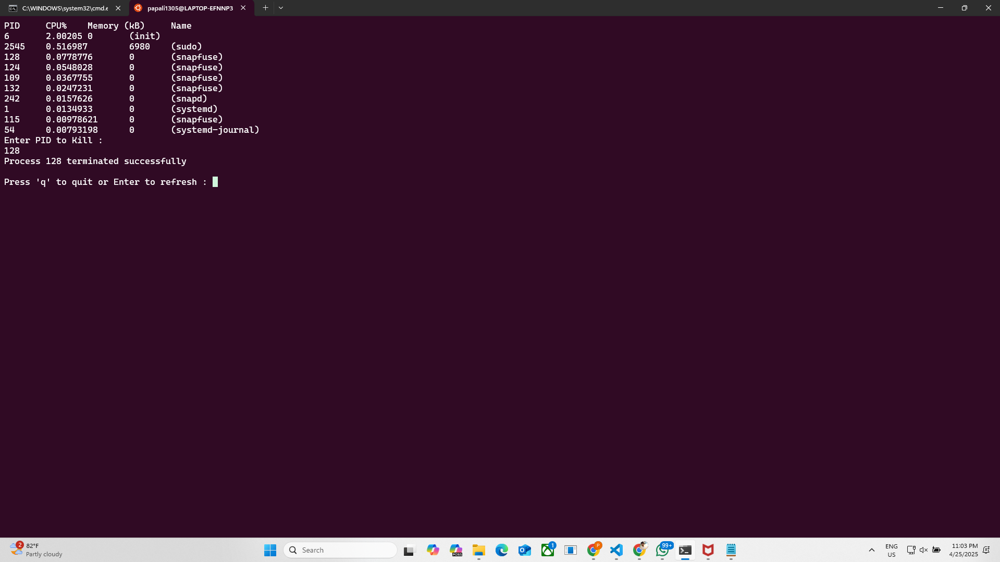 C:\WINDOWS\system32\cmd.e
papali1305@LAPTOP-EFNNP3
PID CPU% Memory (kB) Name
6 2.00205 0 (init)
2545 0.516987 6980 (sudo)
128 0.0778776 0 (snapfuse)
124 0.0548028 0 (snapfuse)
109 0.0367755 0 (snapfuse)
132 0.0247231 0 (snapfuse)
242 0.0157626 0 (snapd)
1 0.0134933 0 (systemd)
115 0.00978621 0 (snapfuse)
54 0.00793198 0 (systemd-journal)
Enter PID to Kill :
128
Process 128 terminated successfully
Press 'q' to quit or Enter to refresh :
2
82°F
Partly cloudy
Search
M365
O
1
P
99+
ENG
US
11:03 PM
4/25/2025